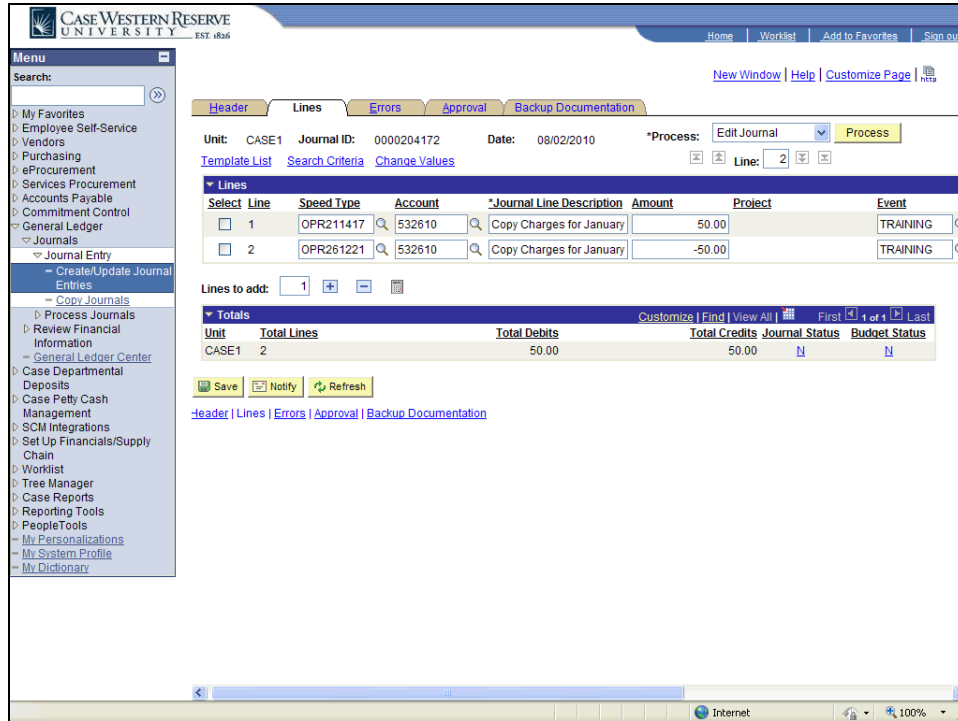 CASE WESTERN RESERVE
UNIVERSITY EST. 1826
Home | Worklist | Add to Favorites | Sign ou
Menu
Search:
My Favorites
Employee Self-Service
Vendors
Purchasing
eProcurement
Services Procurement
Accounts Payable
Commitment Control
General Ledger
Journals
Journal Entry
Create/Update Journal
Entries
Copy Journals
Process Journals
Review Financial
Information
General Ledger Center
Case Departmental
Deposits
Case Petty Cash
Management
SCM Integrations
Set Up Financials/Supply
Chain
Worklist
Tree Manager
Case Reports
Reporting Tools
PeopleTools
My Personalizations
My System Profile
My Dictionary
New Window | Help | Customize Page | http
Header Lines Errors Approval Backup Documentation
Unit: CASE1 Journal ID: 0000204172 Date: 08/02/2010 *Process: Edit Journal Process
Template List Search Criteria Change Values Line: 2
Lines
Select Line Speed Type Account *Journal Line Description Amount Project Event
1 OPR211417 532610 Copy Charges for January 50.00 TRAINING
2 OPR261221 532610 Copy Charges for January -50.00 TRAINING
Lines to add: 1
Totals Customize | Find | View All | First 1 of 1 Last
Unit Total Lines Total Debits Total Credits Journal Status Budget Status
CASE1 2 50.00 50.00 N N
Save Notify Refresh
Header | Lines | Errors | Approval | Backup Documentation
Internet 100%